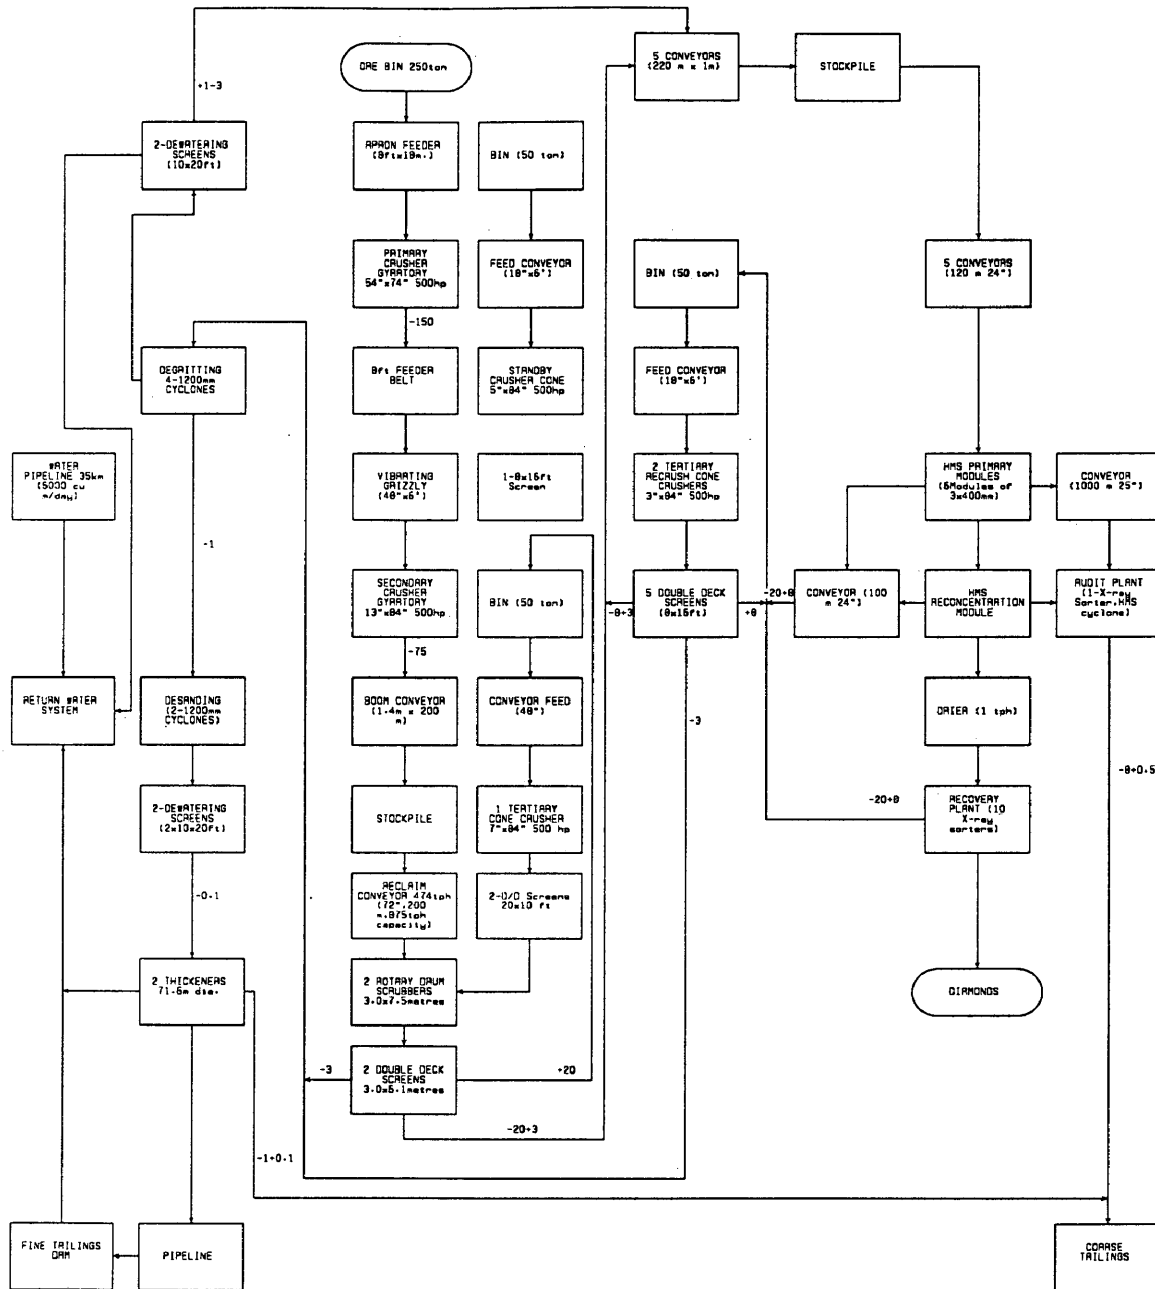 5 CONVEYORS
(220 m x 1m)
STOCKPILE
ORE BIN 250ton
+1-3
2-DEWATERING
SCREENS
(10x20ft)
APRON FEEDER
BIN (50 ton)
PRIMARY
CRUSHER
GYRATORY
54"x74" 500hp
FEED CONVEYOR
(18"x6')
BIN (50 ton)
5 CONVEYORS
(120 m 24")
-150
DEGRITTING
4-1200mm
CYCLONES
8ft FEEDER
BELT
STANDBY
CRUSHER CONE
5"x84" 500hp
FEED CONVEYOR
(18"x6')
WATER
PIPELINE 35km
(5000 cu
m/day)
VIBRATING
GRIZZLY
(48"x6')
1-8x16ft
Screen
2 TERTIARY
RECRUSH CONE
CRUSHERS
3"x84" 500hp
HMS PRIMARY
MODULES
(6Modules of
3x400mm)
CONVEYOR
(1000 m 25")
-1
SECONDARY
CRUSHER
GYRATORY
13"x84" 500hp
BIN (50 ton)
-8+3
5 DOUBLE DECK
SCREENS
(8x16ft)
+8
-20+8
CONVEYOR (100
m 24")
HMS
RECONCENTRATION
MODULE
AUDIT PLANT
(1-X-ray
Sorter,HMS
cyclone)
-75
RETURN WATER
SYSTEM
DESANDING
(2-1200mm
CYCLONES)
BOOM CONVEYOR
(1.4m x 200
m)
CONVEYOR FEED
(48")
-3
DRIER (1 tph)
-8+0.5
2-DEWATERING
SCREENS
(2x10x20ft)
STOCKPILE
1 TERTIARY
CONE CRUSHER
7"x84" 500 hp
-20+8
RECOVERY
PLANT (10
X-ray
sorters)
-0.1
RECLAIM
CONVEYOR 474tph
(72",200
m,875tph
capacity)
2-D/D Screens
20x10 ft
2 THICKENERS
71.6m dia.
2 ROTARY DRUM
SCRUBBERS
3.0x7.5metres
DIAMONDS
-3
2 DOUBLE DECK
SCREENS
3.0x6.1metres
+20
-20+3
-1+0.1
FINE TAILINGS
DAM
PIPELINE
COARSE
TAILINGS